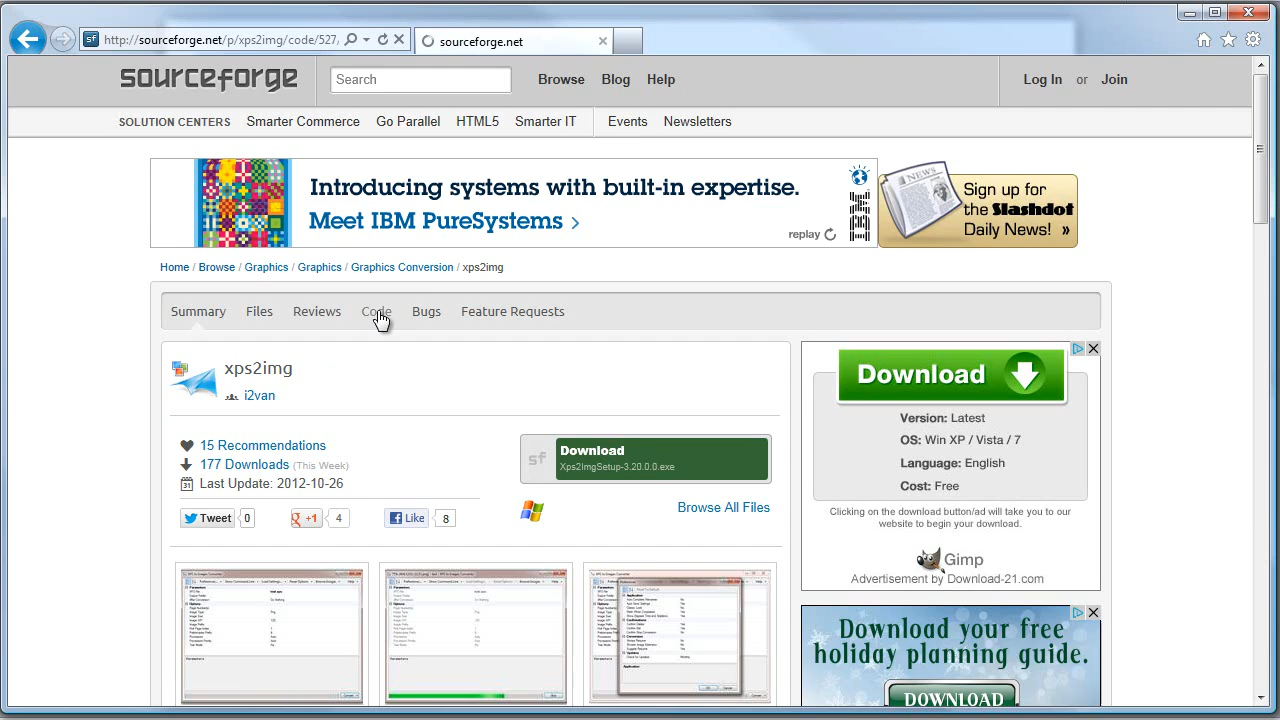 http://sourceforge.net/p/xps2img/code/527,
sourceforge.net
sourceforge
Search
Browse
Blog
Help
Log In or Join
SOLUTION CENTERS
Smarter Commerce
Go Parallel
HTML5
Smarter IT
Events
Newsletters
Introducing systems with built-in expertise.
Meet IBM PureSystems >
replay
IBM
NEWS
Sign up for
the Slashdot
Daily News! »
Home / Browse / Graphics / Graphics / Graphics Conversion / xps2img
Summary
Files
Reviews
Code
Bugs
Feature Requests
xps2img
i2van
15 Recommendations
177 Downloads (This Week)
Last Update: 2012-10-26
sf
Download
Xps2ImgSetup-3.20.0.0.exe
Browse All Files
Tweet 0
+1 4
Like 8
Download
Version: Latest
OS: Win XP / Vista / 7
Language: English
Cost: Free
Clicking on the download button/ad will take you to our
website to begin your download.
Gimp
Advertisement by Download-21.com
Download your free
holiday planning guide.
DOWNLOAD